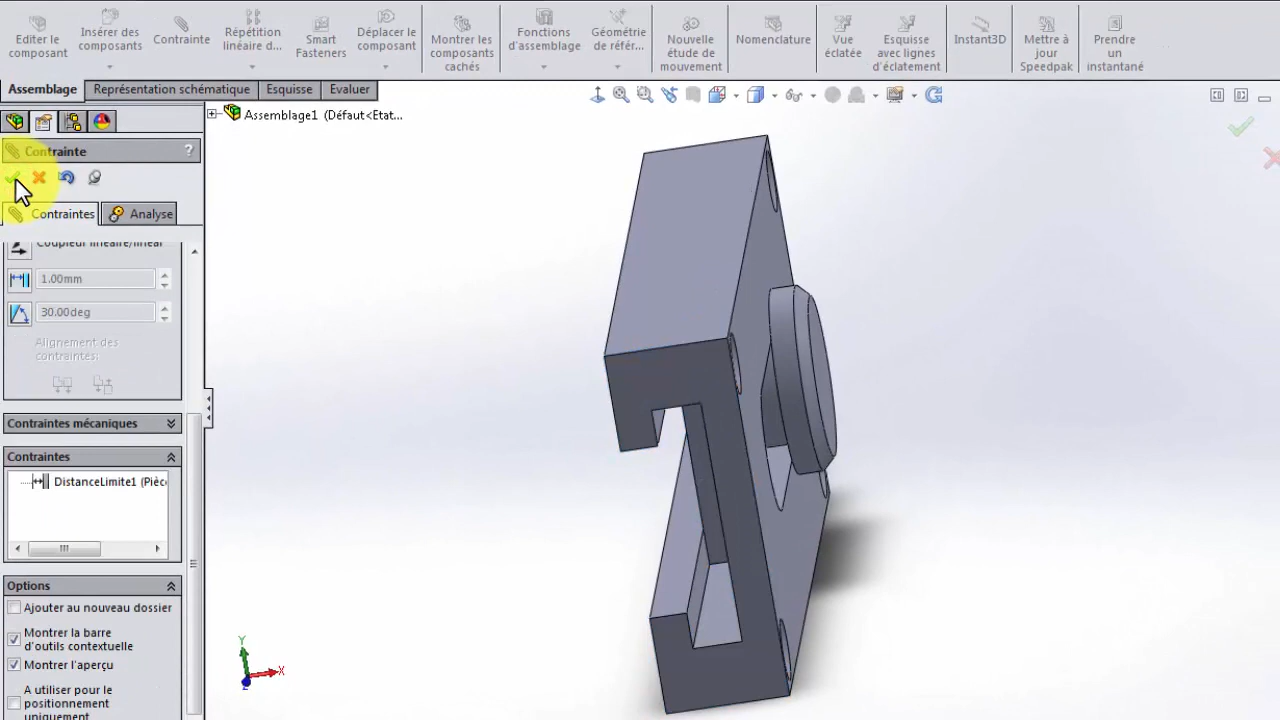 Editer le
composant
Insérer des
composants
Contrainte
Répétition
linéaire d...
Smart
Fasteners
Déplacer le
composant
Montrer les
composants
cachés
Fonctions
d'assemblage
Géométrie
de référ...
Nouvelle
étude de
mouvement
Nomenclature
Vue
éclatée
Esquisse
avec lignes
d'éclatement
Instant3D
Mettre à
jour
Speedpak
Prendre
un
instantané
Assemblage
Représentation schématique
Esquisse
Evaluer
Assemblage1 (Défaut<Etat...
Contrainte
?
Contraintes
Analyse
Coupleur linéaire/linéar
1.00mm
30.00deg
Alignement des
contraintes:
Contraintes mécaniques
Contraintes
DistanceLimite1 (Pièc
Options
Ajouter au nouveau dossier
Montrer la barre
d'outils contextuelle
Montrer l'aperçu
A utiliser pour le
positionnement
uniquement
Y
X
Z